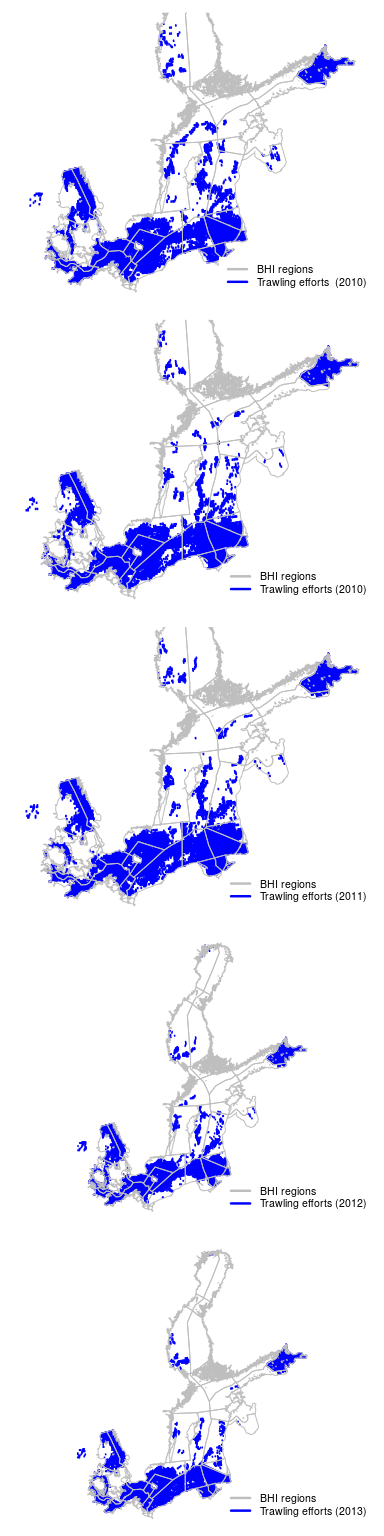 BHI regions
Trawling efforts  (2010)
BHI regions
Trawling efforts (2010)
BHI regions
Trawling efforts (2011)
BHI regions
Trawling efforts (2012)
BHI regions
Trawling efforts (2013)